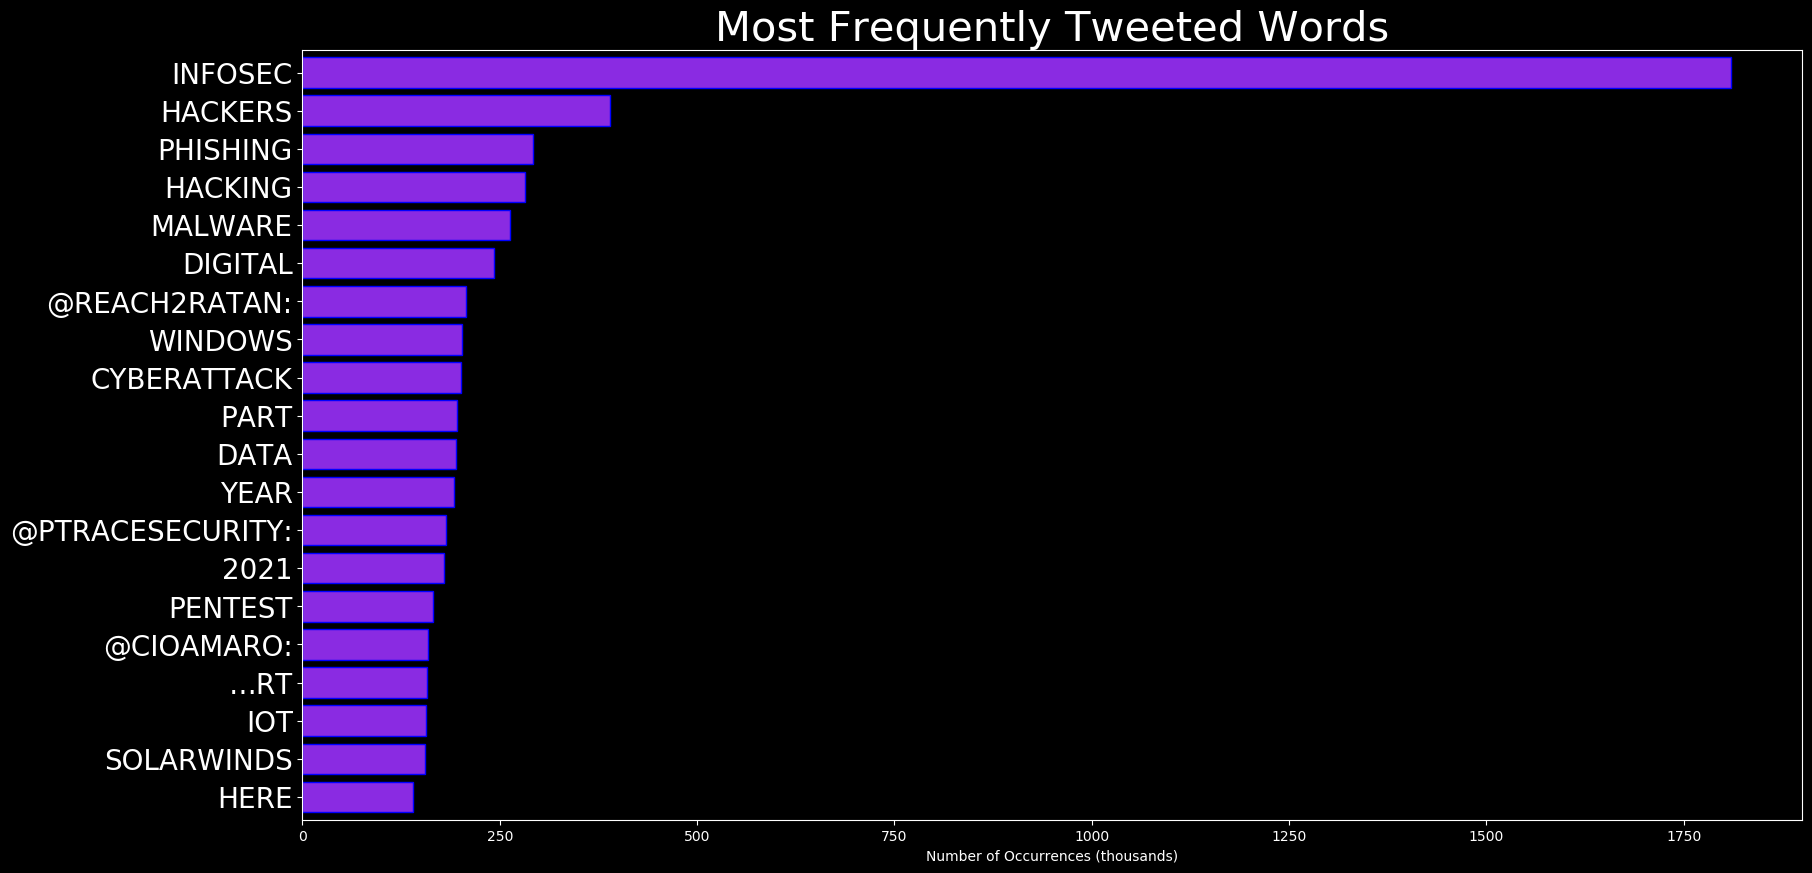 Most Frequently Tweeted Words
INFOSEC
HACKERS
PHISHING
HACKING
MALWARE
DIGITAL
@REACH2RATAN:
WINDOWS
CYBERATTACK
PART
DATA
YEAR
@PTRACESECURITY:
2021
PENTEST
@CIOAMARO:
…RT
IOT
SOLARWINDS
HERE
0 250 500 750 1000 1250 1500 1750
Number of Occurrences (thousands)